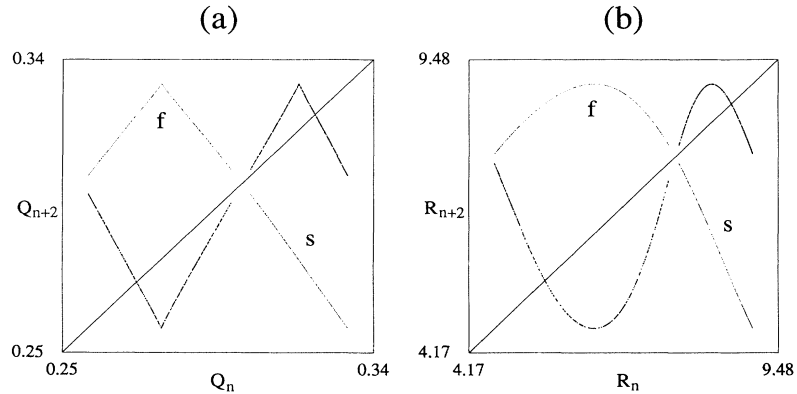 (a)
0.34
f
Q_{n+2}
s
0.25
0.25
0.34
Q_n
(b)
9.48
f
R_{n+2}
s
4.17
4.17
9.48
R_n